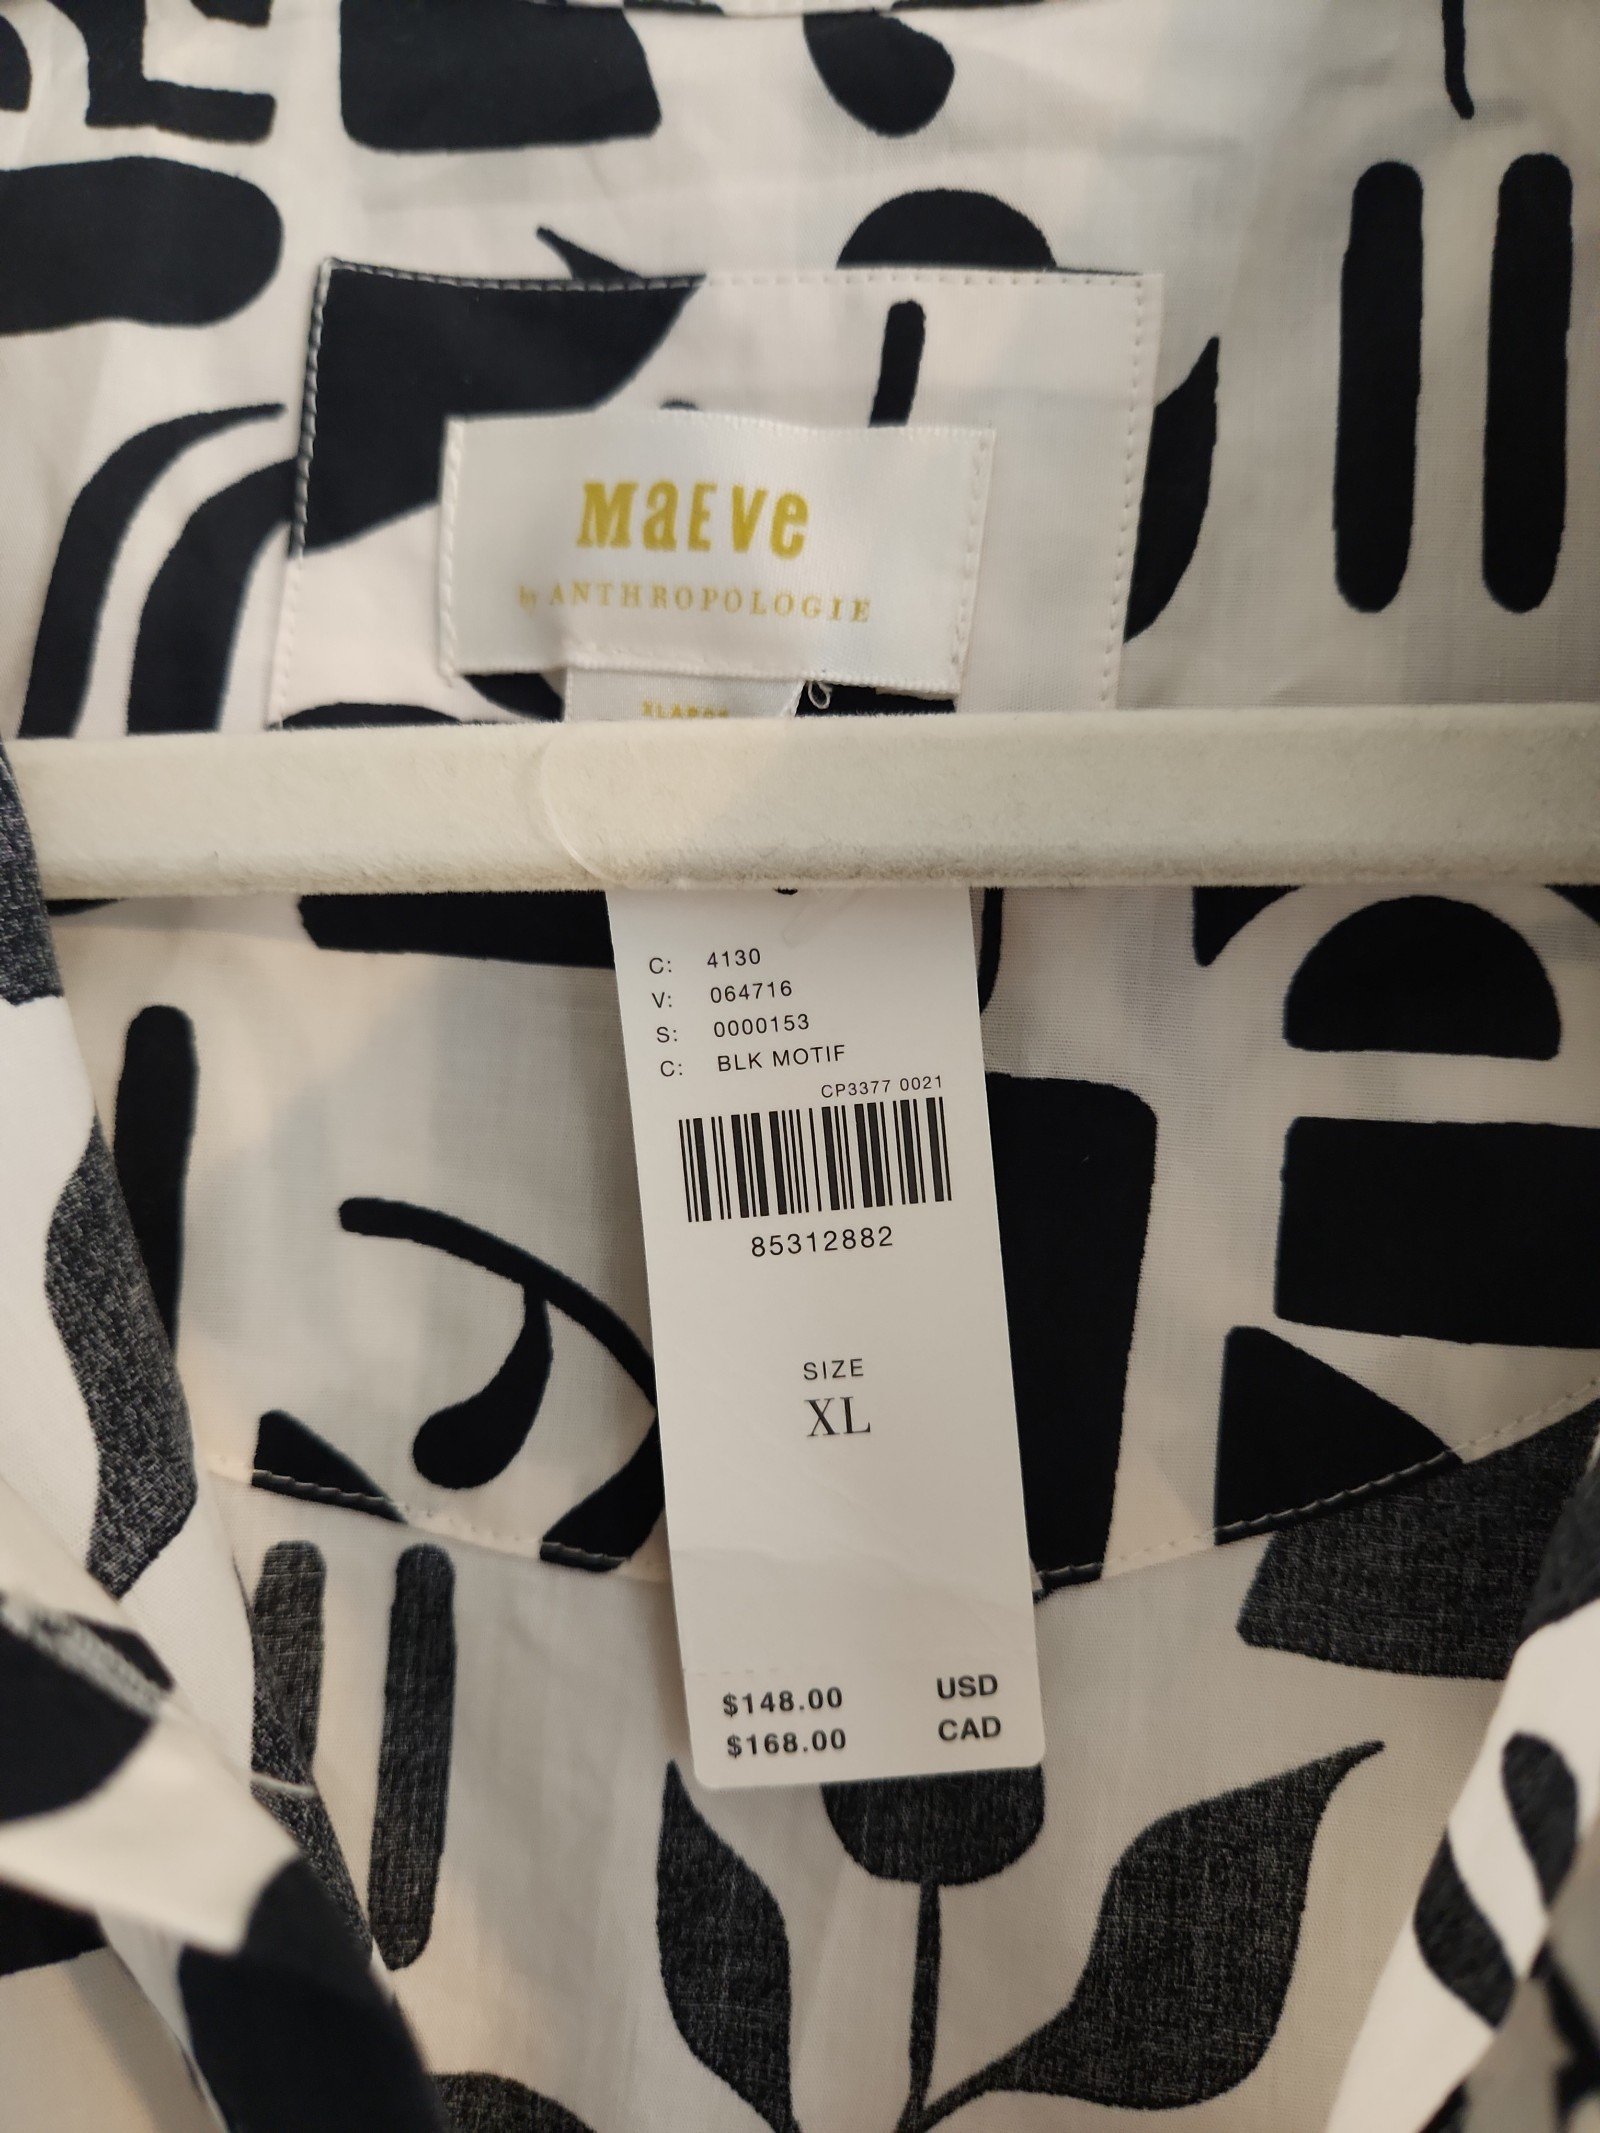 MaEve
by ANTHROPOLOGIE
XLARGE
C: 4130
V: 064716
S: 0000153
C: BLK MOTIF
CP3377 0021
85312882
SIZE
XL
$148.00 USD
$168.00 CAD